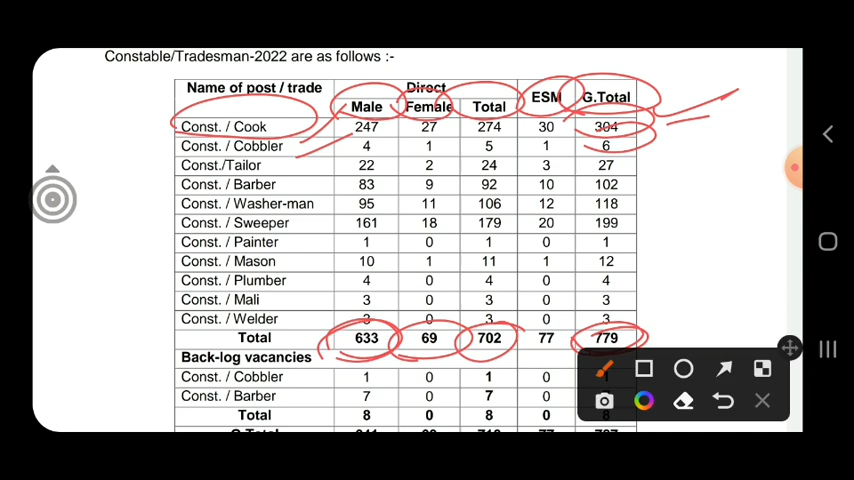 Constable/Tradesman-2022 are as follows :-
Name of post / trade Direct ESM G.Total
Male Female Total
Const. / Cook 247 27 274 30 304
Const. / Cobbler 4 1 5 1 6
Const./Tailor 22 2 24 3 27
Const. / Barber 83 9 92 10 102
Const. / Washer-man 95 11 106 12 118
Const. / Sweeper 161 18 179 20 199
Const. / Painter 1 0 1 0 1
Const. / Mason 10 1 11 1 12
Const. / Plumber 4 0 4 0 4
Const. / Mali 3 0 3 0 3
Const. / Welder 3 0 3 0 3
Total 633 69 702 77 779
Back-log vacancies
Const. / Cobbler 1 0 1 0 1
Const. / Barber 7 0 7 0
Total 8 0 8 0 8